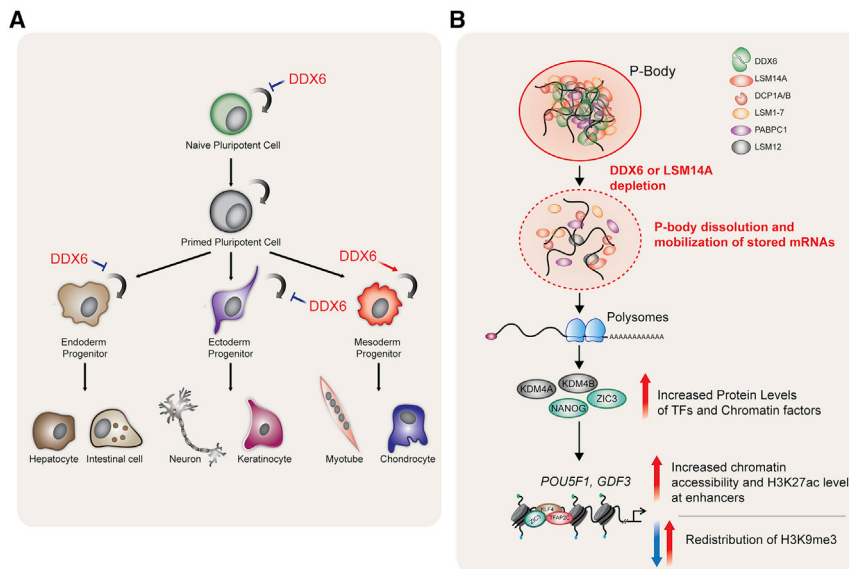 A
DDX6
Naive Pluripotent Cell
Primed Pluripotent Cell
DDX6
DDX6
DDX6
Endoderm
Progenitor
Ectoderm
Progenitor
Mesoderm
Progenitor
Hepatocyte
Intestinal cell
Neuron
Keratinocyte
Myotube
Chondrocyte
B
P-Body
DDX6
LSM14A
DCP1A/B
LSM1-7
PABPC1
LSM12
DDX6 or LSM14A
depletion
P-body dissolution and
mobilization of stored mRNAs
Polysomes
AAAAAAAAAAAA
KDM4A
KDM4B
NANOG
ZIC3
Increased Protein Levels
of TFs and Chromatin factors
POU5F1, GDF3
KLF4
ZIC3
TFAP2C
Increased chromatin
accessibility and H3K27ac level
at enhancers
Redistribution of H3K9me3